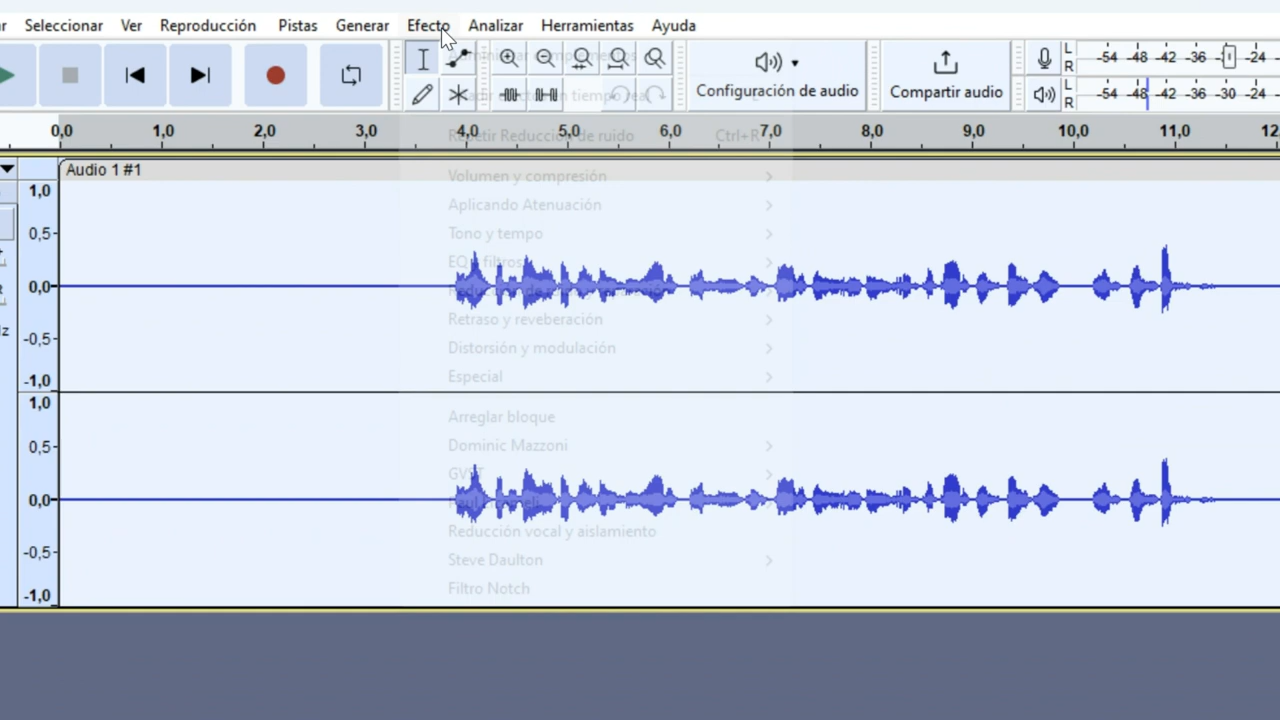 Seleccionar Ver Reproducción Pistas Generar Efecto Analizar Herramientas Ayuda
Configuración de audio
Compartir audio
L
R
-54 -48 -42 -36 -30 -24
L
R
-54 -48 -42 -36 -30 -24
0,0 1,0 2,0 3,0 4,0 5,0 6,0 7,0 8,0 9,0 10,0 11,0
Audio 1 #1
1,0
0,5
0,0
-0,5
-1,0
1,0
0,5
0,0
-0,5
-1,0
Repetir Reducción de ruido Ctrl+R
Volumen y compresión
Aplicando Atenuación
Tono y tempo
EQ y filtros
Retraso y reveberación
Distorsión y modulación
Especial
Arreglar bloque
Dominic Mazzoni
Reducción vocal y aislamiento
Steve Daulton
Filtro Notch